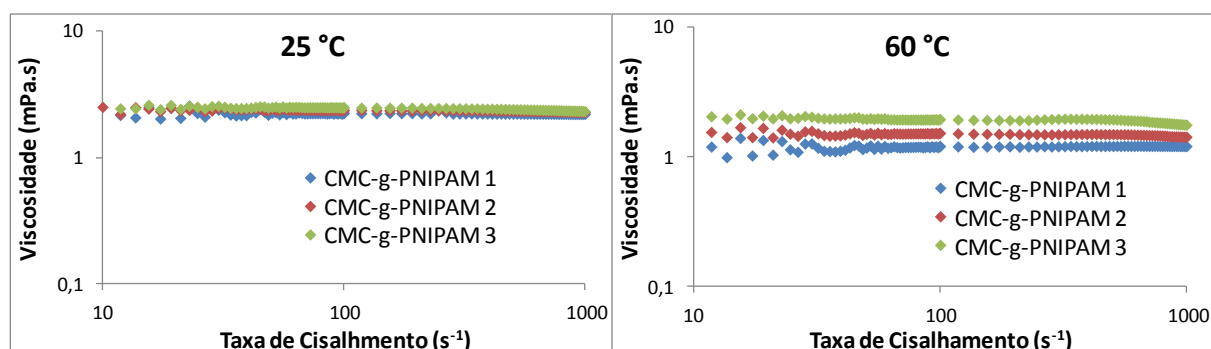 25 °C
10
1
0,1
Viscosidade (mPa.s)
CMC-g-PNIPAM 1
CMC-g-PNIPAM 2
CMC-g-PNIPAM 3
10
100
1000
Taxa de Cisalhmento (s⁻¹)
60 °C
10
1
0,1
Viscosidade (mPa.s)
CMC-g-PNIPAM 1
CMC-g-PNIPAM 2
CMC-g-PNIPAM 3
10
100
1000
Taxa de Cisalhamento (s⁻¹)